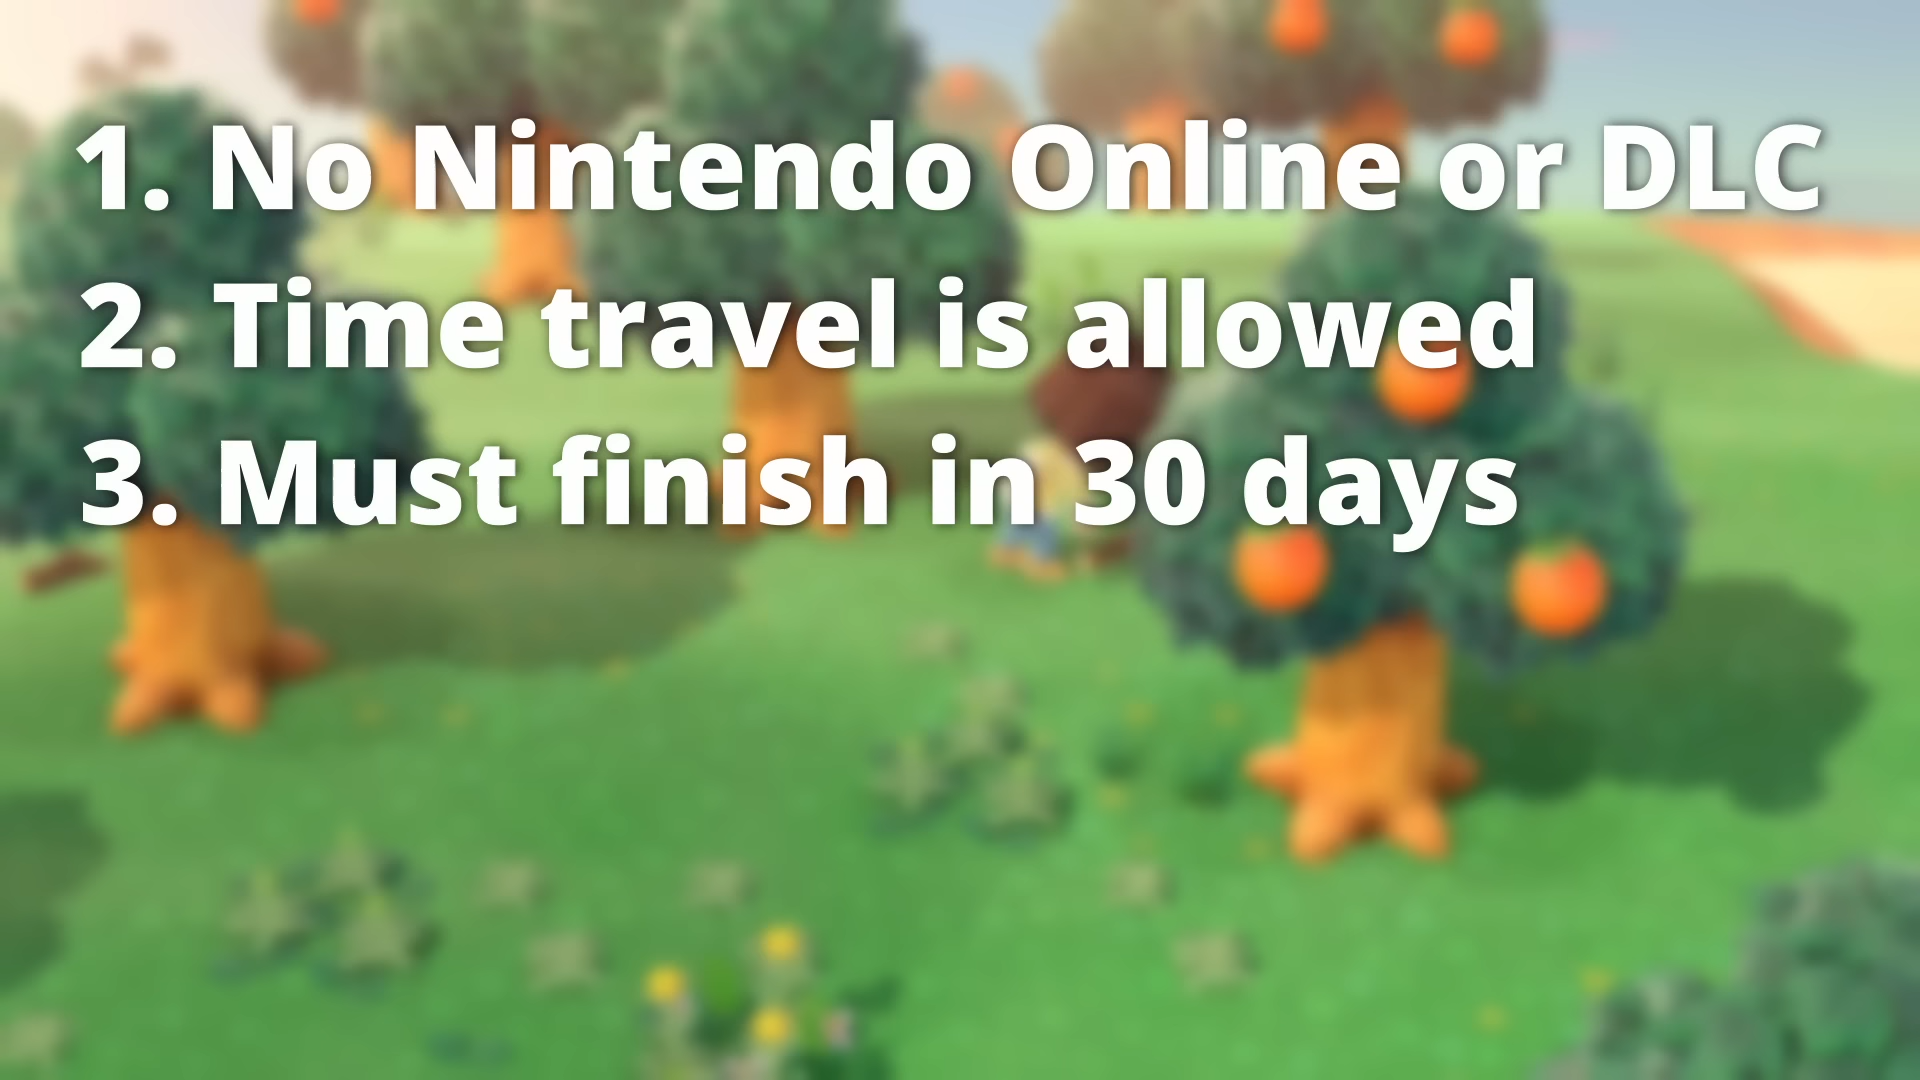 1. No Nintendo Online or DLC
2. Time travel is allowed
3. Must finish in 30 days